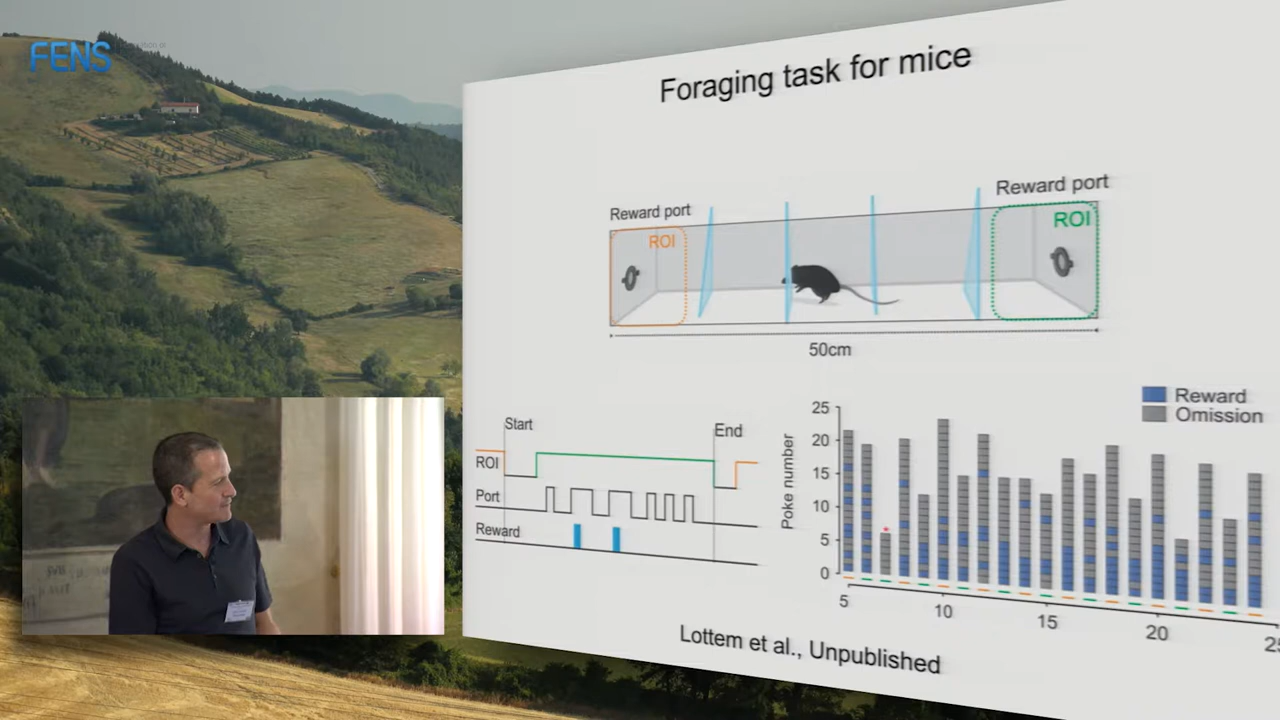 FENS
Foraging task for mice
Reward port
Reward port
ROI
ROI
50cm
Start
End
ROI
Port
Reward
Reward
Omission
Poke number
25
20
15
10
5
0
5
10
15
20
Lottem et al., Unpublished